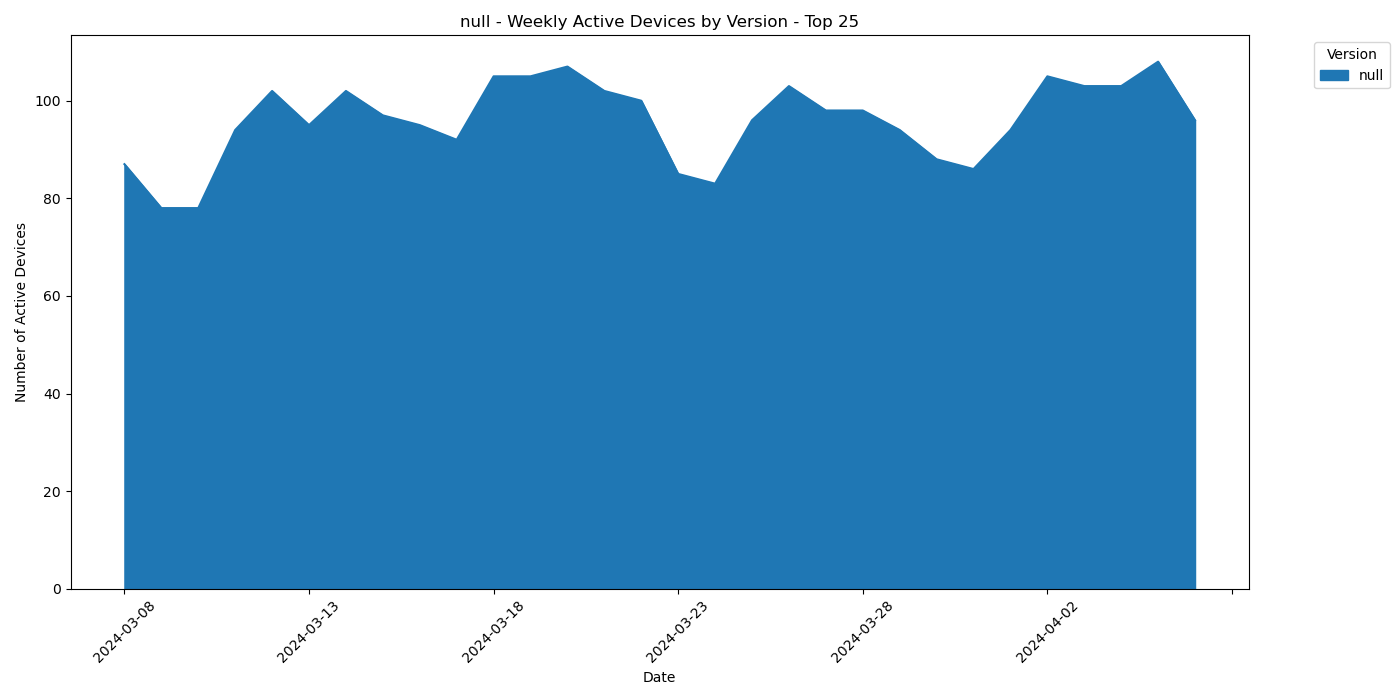 null - Weekly Active Devices by Version - Top 25
Version
null
Number of Active Devices
100
80
60
40
20
0
2024-03-08
2024-03-13
2024-03-18
2024-03-23
2024-03-28
2024-04-02
Date